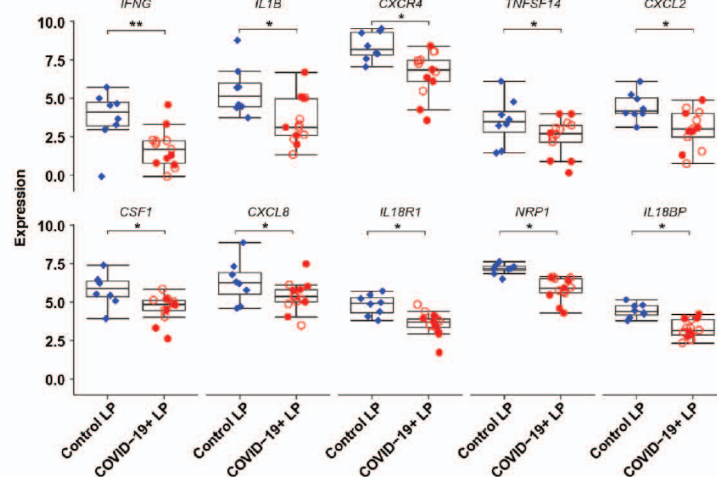 IFNG IL1B CXCR4 TNFSF14 CXCL2
** * * * *
10.0
7.5
5.0
2.5
0.0
Expression
CSF1 CXCL8 IL18R1 NRP1 IL18BP
* * * * *
10.0
7.5
5.0
2.5
0.0
Control LP COVID−19+ LP Control LP COVID−19+ LP Control LP COVID−19+ LP Control LP COVID−19+ LP Control LP COVID−19+ LP